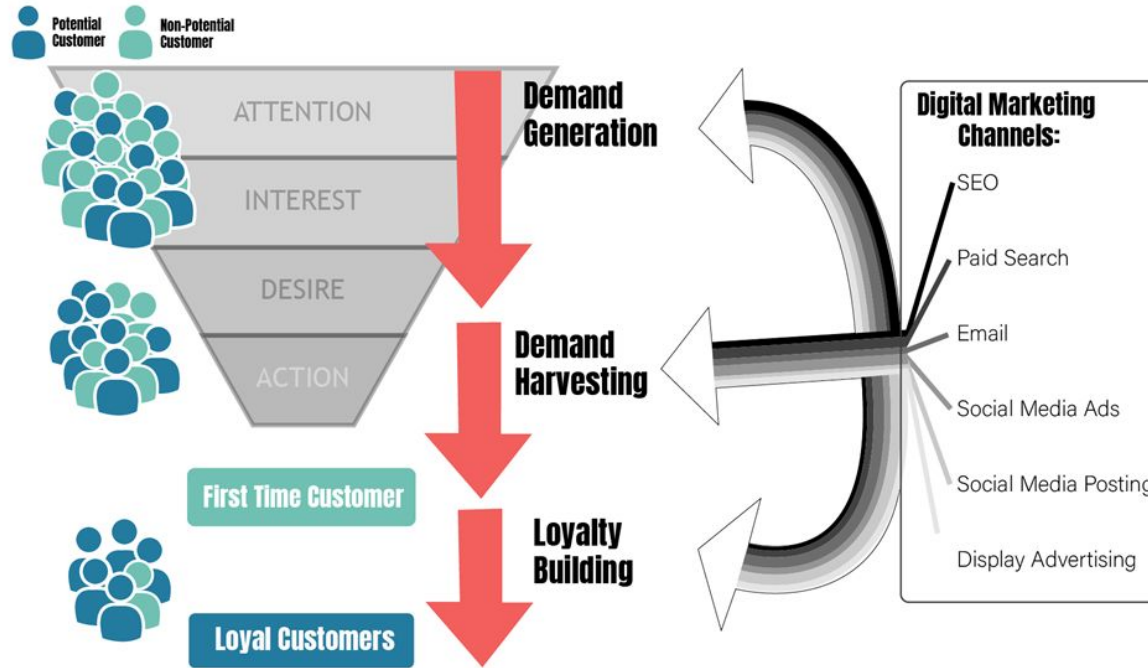 Potential
Customer
Non-Potential
Customer
ATTENTION
INTEREST
DESIRE
ACTION
Demand
Generation
Demand
Harvesting
First Time Customer
Loyalty
Building
Loyal Customers
Digital Marketing
Channels:
SEO
Paid Search
Email
Social Media Ads
Social Media Posting
Display Advertising